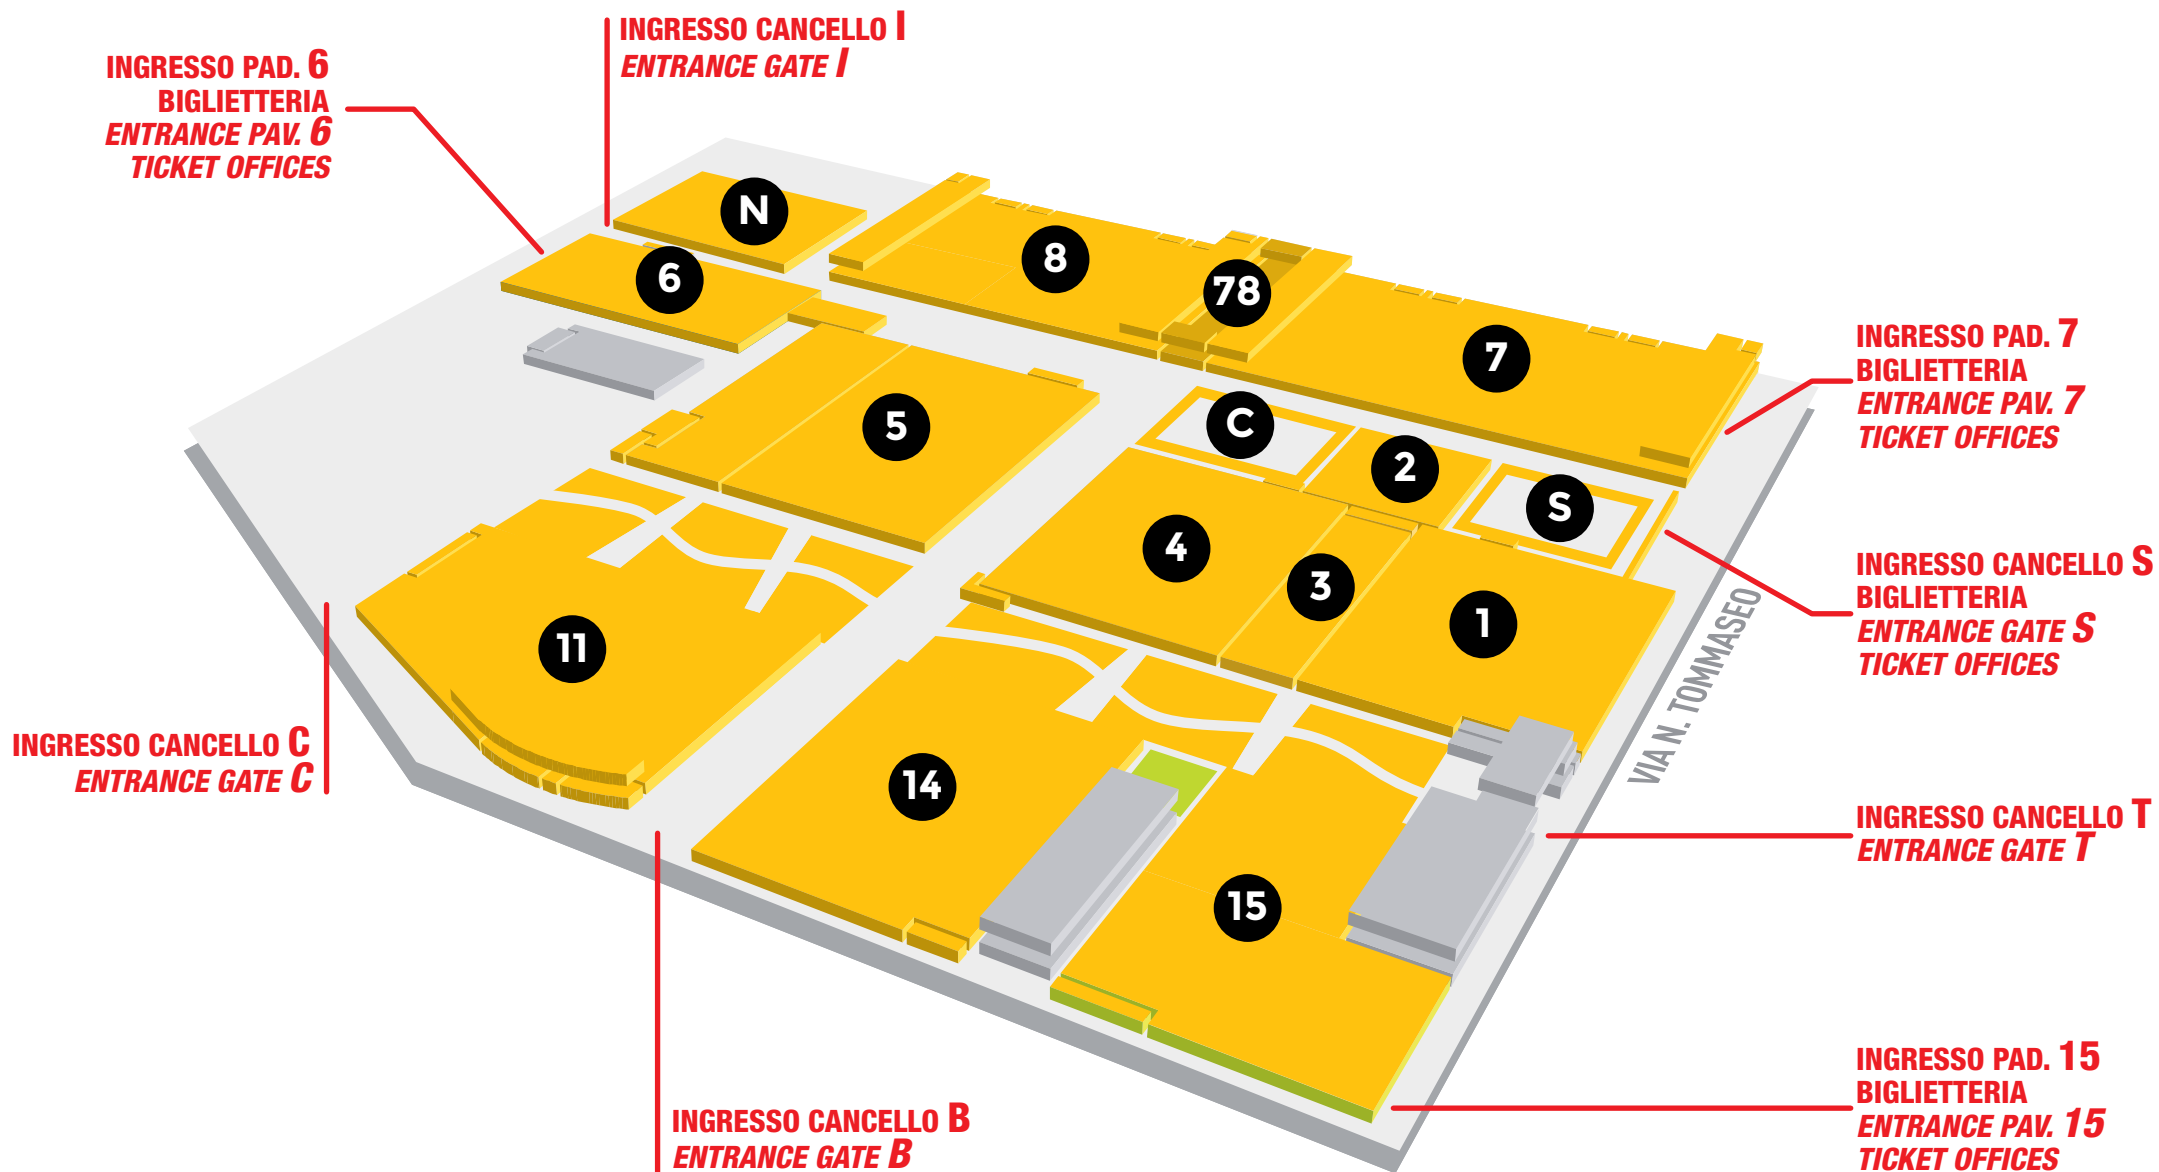 INGRESSO CANCELLO I
ENTRANCE GATE I
INGRESSO PAD. 6
BIGLIETTERIA
ENTRANCE PAV. 6
TICKET OFFICES
N
8
6
78
7
INGRESSO PAD. 7
BIGLIETTERIA
ENTRANCE PAV. 7
TICKET OFFICES
5
C
2
S
4
3
1
INGRESSO CANCELLO S
BIGLIETTERIA
ENTRANCE GATE S
TICKET OFFICES
VIA N. TOMMASEO
11
INGRESSO CANCELLO C
ENTRANCE GATE C
14
INGRESSO CANCELLO T
ENTRANCE GATE T
15
INGRESSO PAD. 15
BIGLIETTERIA
ENTRANCE PAV. 15
TICKET OFFICES
INGRESSO CANCELLO B
ENTRANCE GATE B